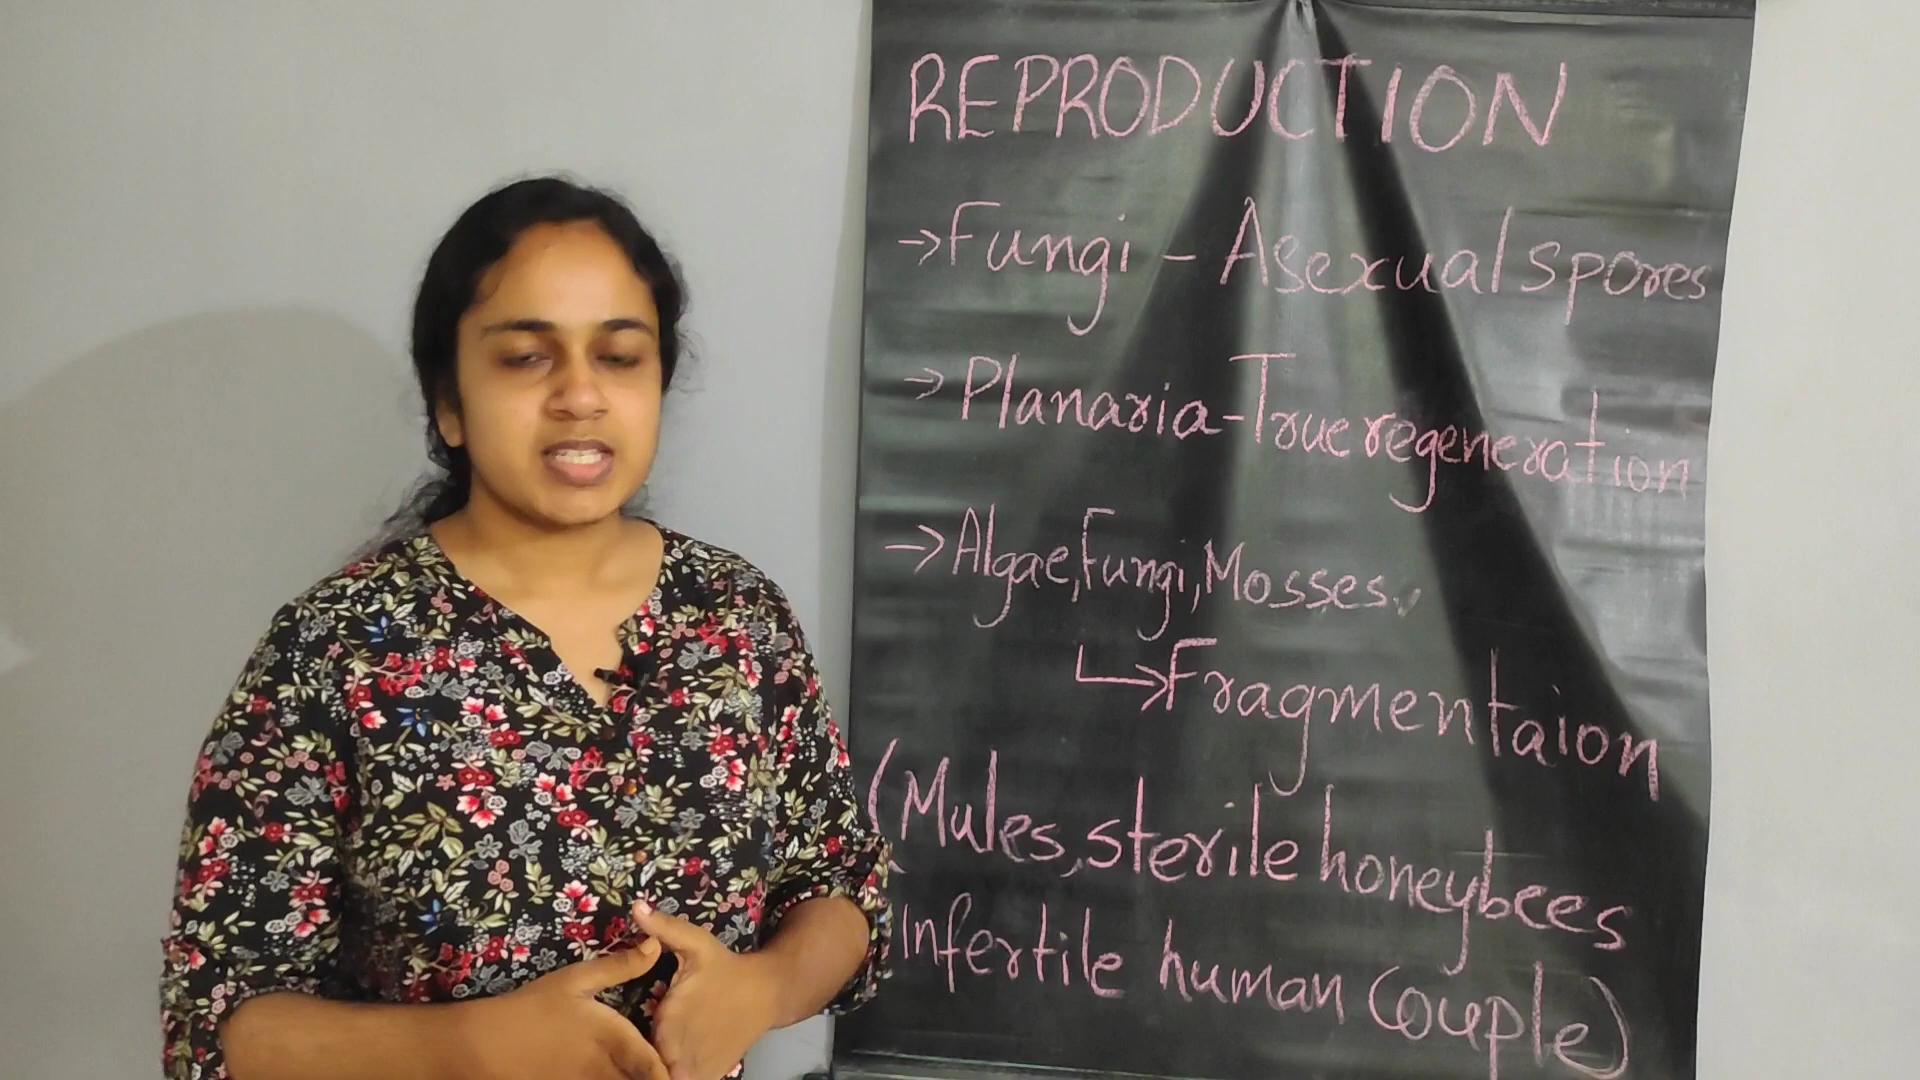 REPRODUCTION
→Fungi - Asexual spores
→Planaria-True regeneration
→Algae, Fungi, Mosses.
↳Fragmentaion
(Mules, sterile honeybees
Infertile human couple)